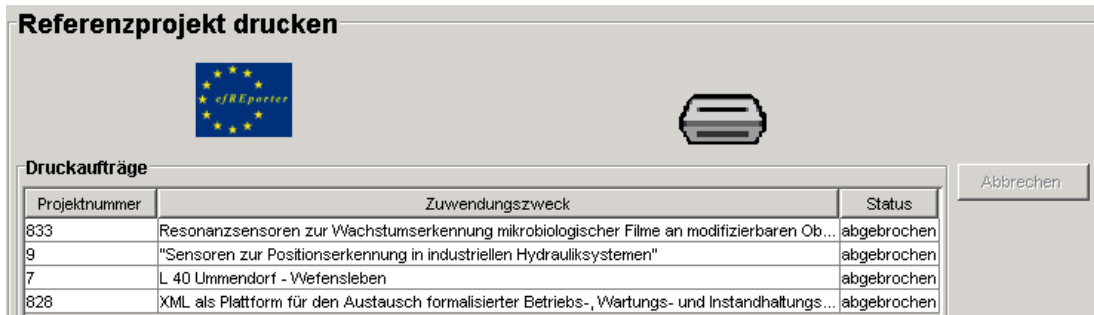 Referenzprojekt drucken
efREporter
Druckaufträge
Abbrechen
Projektnummer Zuwendungszweck Status
833 Resonanzsensoren zur Wachstumserkennung mikrobiologischer Filme an modifizierbaren Ob... abgebrochen
9 "Sensoren zur Positionserkennung in industriellen Hydrauliksystemen" abgebrochen
7 L 40 Ummendorf - Wefensleben abgebrochen
828 XML als Plattform für den Austausch formalisierter Betriebs-, Wartungs- und Instandhaltungs... abgebrochen